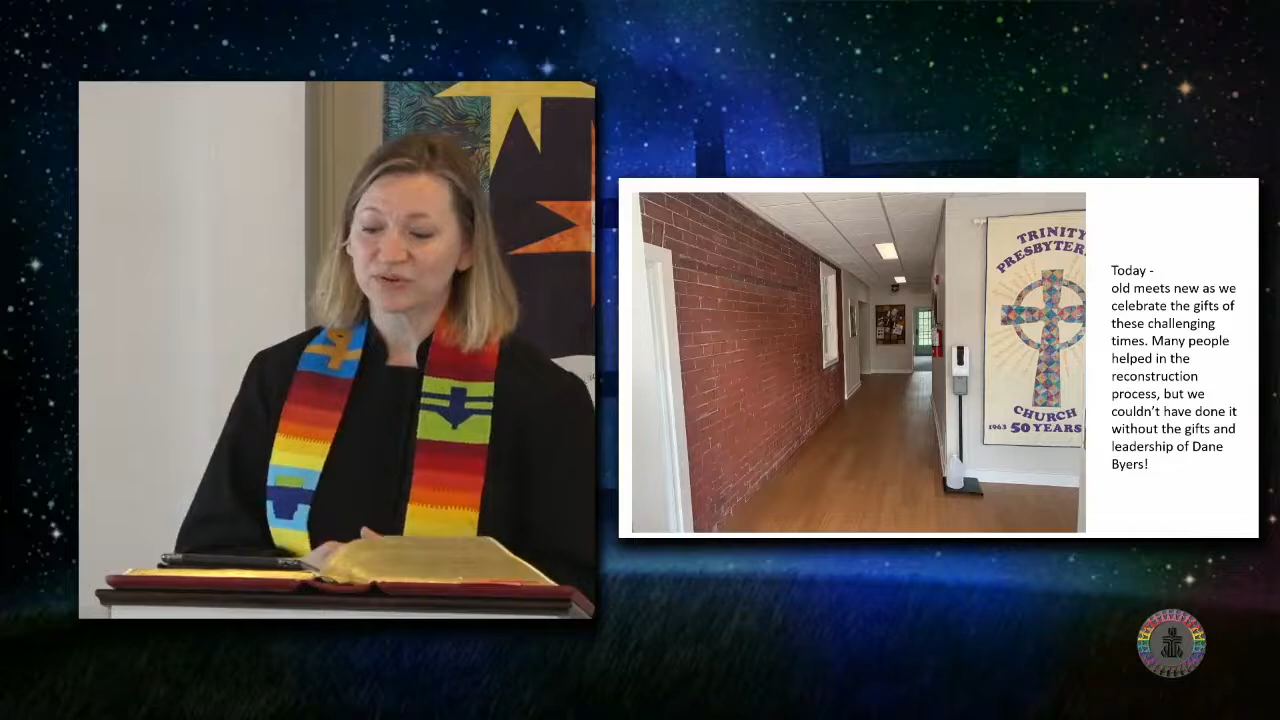 Today -
old meets new as we
celebrate the gifts of
these challenging
times. Many people
helped in the
reconstruction
process, but we
couldn't have done it
without the gifts and
leadership of Dane
Byers!
TRINITY
PRESBYTER
CHURCH
1963 50 YEARS